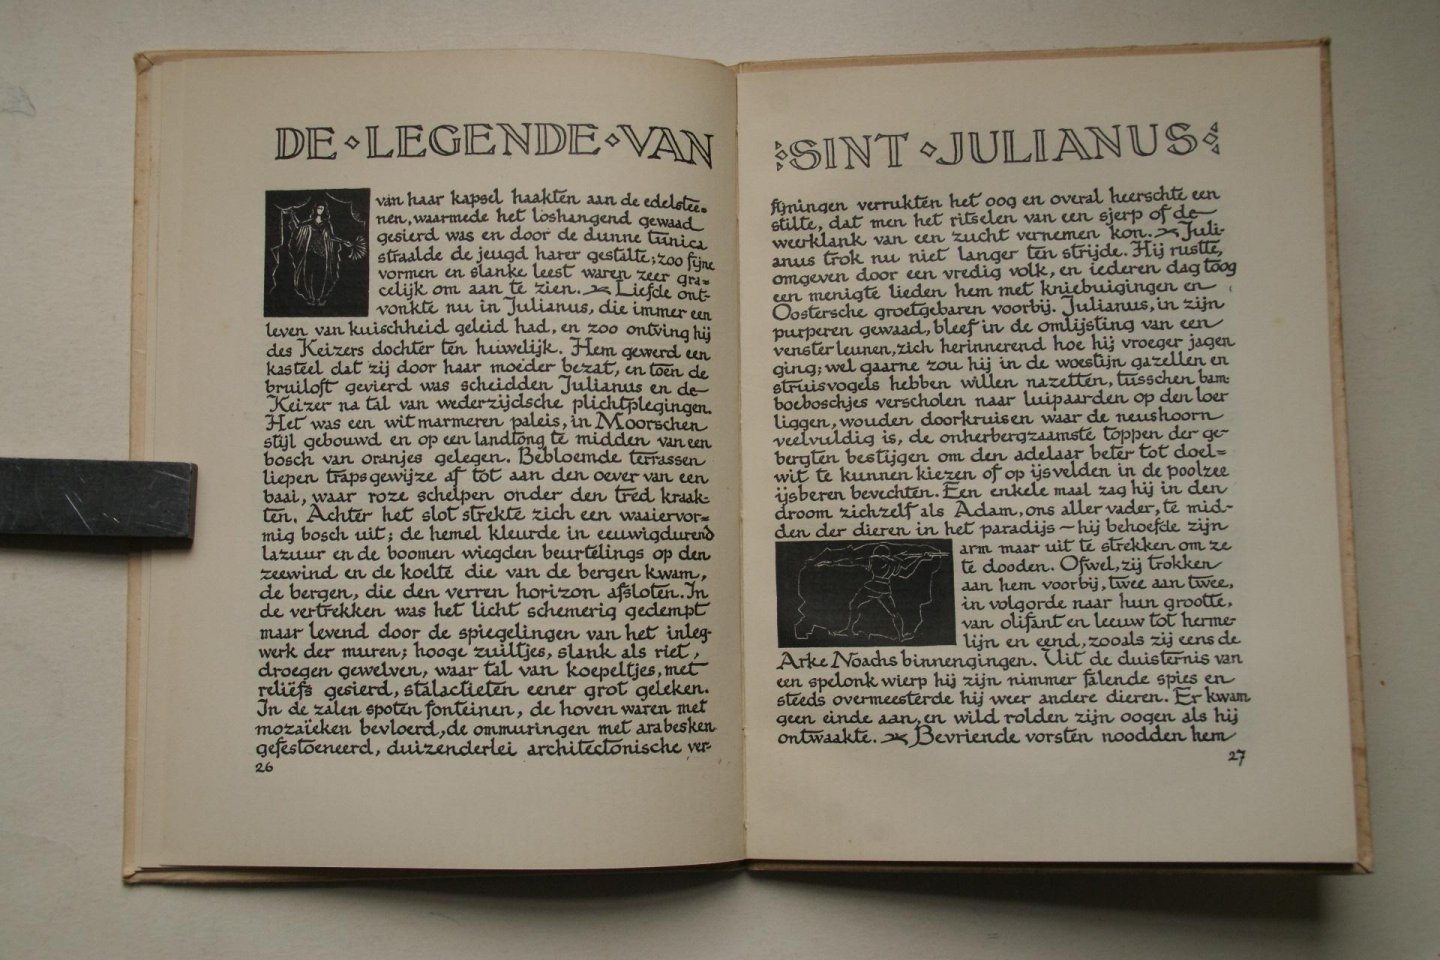 DE ◇ LEGENDE ◇ VAN
van haar kapsel haakten aan de edelstee=
nen, waarmede het loshangend gewaad
gesierd was en door de dunne tunica
straalde de jeugd harer gestalte; zoo fijne
vormen en slanke leest waren zeer gra=
celijk om aan te zien. Liefde ont-
vonkte nu in Julianus, die immer een
leven van kuischheid geleid had, en zoo ontving hij
des Keizers dochter ten huwelijk. Hem gewerd een
kasteel dat zij door haar moeder bezat, en toen de
bruiloft gevierd was scheidden Julianus en de
Keizer na tal van wederzijdsche plichtplegingen.
Het was een wit marmeren paleis, in Moorschen
stijl gebouwd en op een landtong te midden van een
bosch van oranjes gelegen. Bebloemde terrassen
liepen trapsgewijze af tot aan den oever van een
baai, waar roze schelpen onder den tred kraak=
ten. Achter het slot strekte zich een waaiervor=
mig bosch uit; de hemel kleurde in eeuwigdurend
lazuur en de boomen wiegden beurtelings op den
zeewind en de koelte die van de bergen kwam,
de bergen, die den verren horizon afsloten. In
de vertrekken was het licht schemerig gedempt
maar levend door de spiegelingen van het inleg-
werk der muren; hooge zuiltjes, slank als riet,
droegen gewelven, waar tal van koepeltjes, met
reliëfs gesierd, stalactieten eener grot geleken.
In de zalen spoten fonteinen, de hoven waren met
mozaïeken bevloerd, de ommuringen met arabesken
gefestoeneerd, duizenderlei architectonische ver-
26
SINT ◇ JULIANUS
fijningen verrukten het oog en overal heerschte een
stilte, dat men het ritselen van een sjerp of de
weerklank van een zucht vernemen kon. Juli-
anus trok nu niet langer ten strijde. Hij rustte,
omgeven door een vredig volk, en iederen dag toog
een menigte lieden hem met kniebuigingen en
Oostersche groetgebaren voorbij. Julianus, in zijn
purperen gewaad, bleef in de omlijsting van een
venster leunen, zich herinnerend hoe hij vroeger jagen
ging; wel gaarne zou hij in de woestijn gazellen en
struisvogels hebben willen nazetten, tusschen bam
boeboschjes verscholen naar luipaarden op den loer
liggen, wouden doorkruisen waar de neushoorn
veelvuldig is, de onherbergzaamste toppen der ge-
bergten bestijgen om den adelaar beter tot doel=
wit te kunnen kiezen of op ijsvelden in de poolzee
ijsberen bevechten. Een enkele maal zag hij in den
droom zichzelf als Adam, ons aller vader, te mid-
den der dieren in het paradijs — hij behoefde zijn
arm maar uit te strekken om ze
te dooden. Ofwel, zij trokken
aan hem voorbij, twee aan twee,
in volgorde naar hun grootte,
van olifant en leeuw tot herme-
lijn en eend, zooals zij eens de
Arke Noachs binnengingen. Uit de duisternis van
een spelonk wierp hij zijn nimmer falende spies en
steeds overmeesterde hij weer andere dieren. Er kwam
geen einde aan, en wild rolden zijn oogen als hij
ontwaakte. Bevriende vorsten noodden hem
27